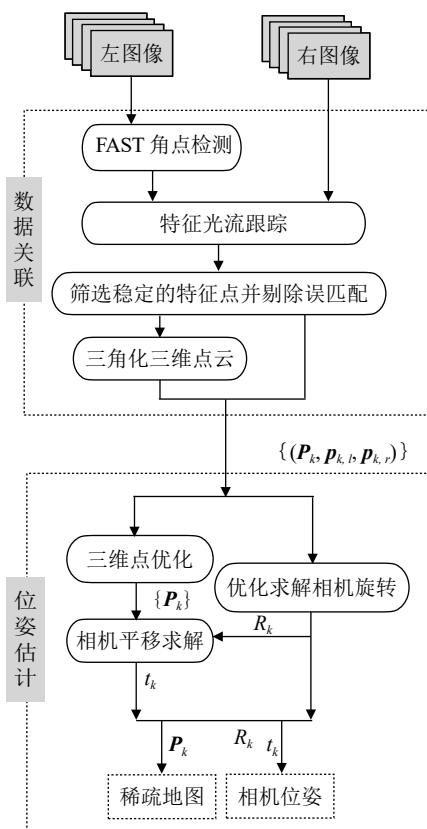 左图像
右图像
FAST 角点检测
特征光流跟踪
数据关联
筛选稳定的特征点并剔除误匹配
三角化三维点云
{(P_k, p_{k, l}, p_{k, r})}
三维点优化
优化求解相机旋转
{P_k}
位姿估计
相机平移求解
R_k
t_k
P_k
R_k
t_k
稀疏地图
相机位姿